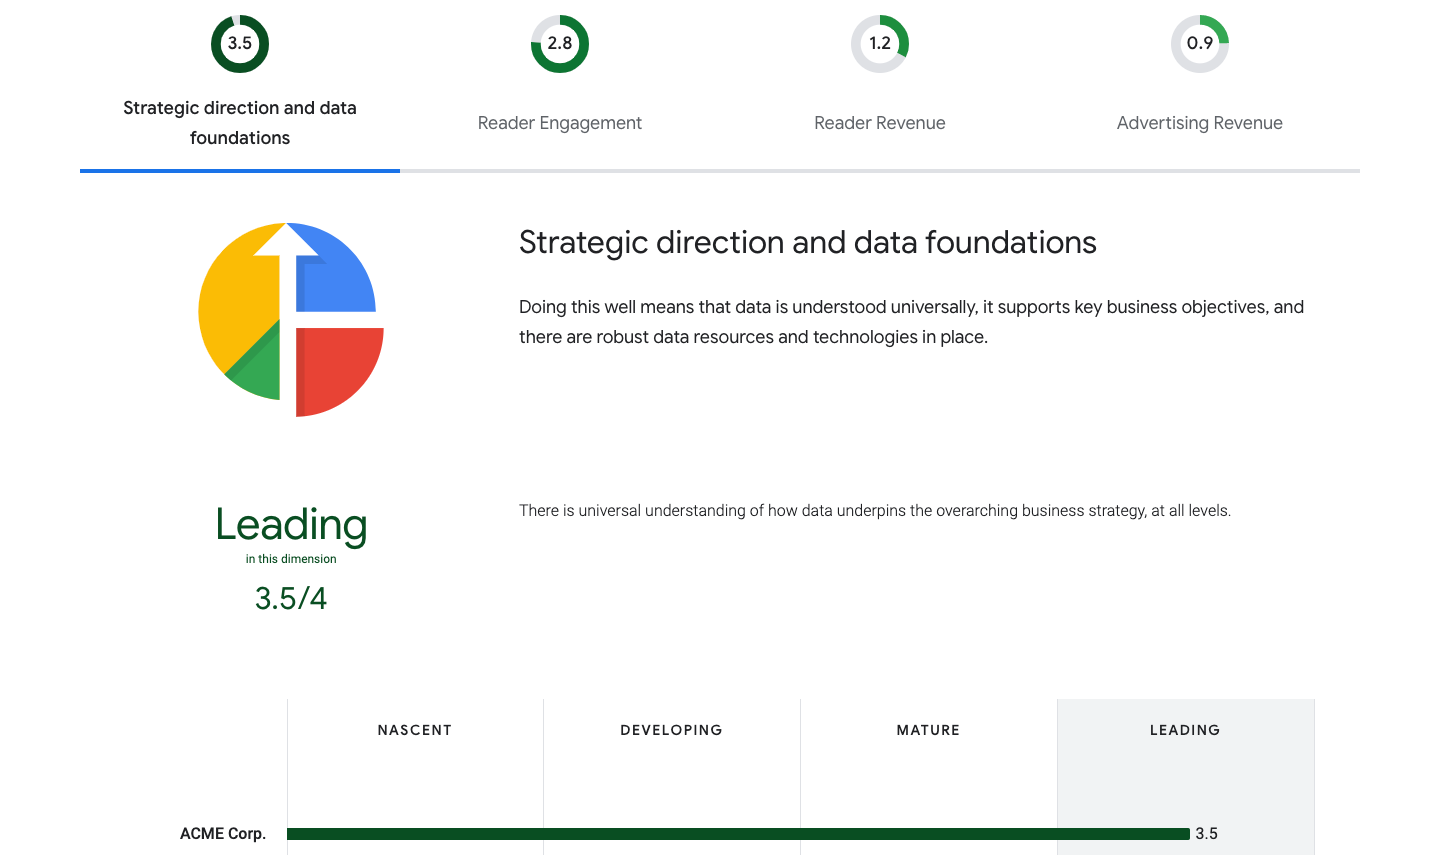 3.5
2.8
1.2
0.9
Strategic direction and data
foundations
Reader Engagement
Reader Revenue
Advertising Revenue
Strategic direction and data foundations
Doing this well means that data is understood universally, it supports key business objectives, and
there are robust data resources and technologies in place.
Leading
in this dimension
3.5/4
There is universal understanding of how data underpins the overarching business strategy, at all levels.
NASCENT
DEVELOPING
MATURE
LEADING
ACME Corp.
3.5